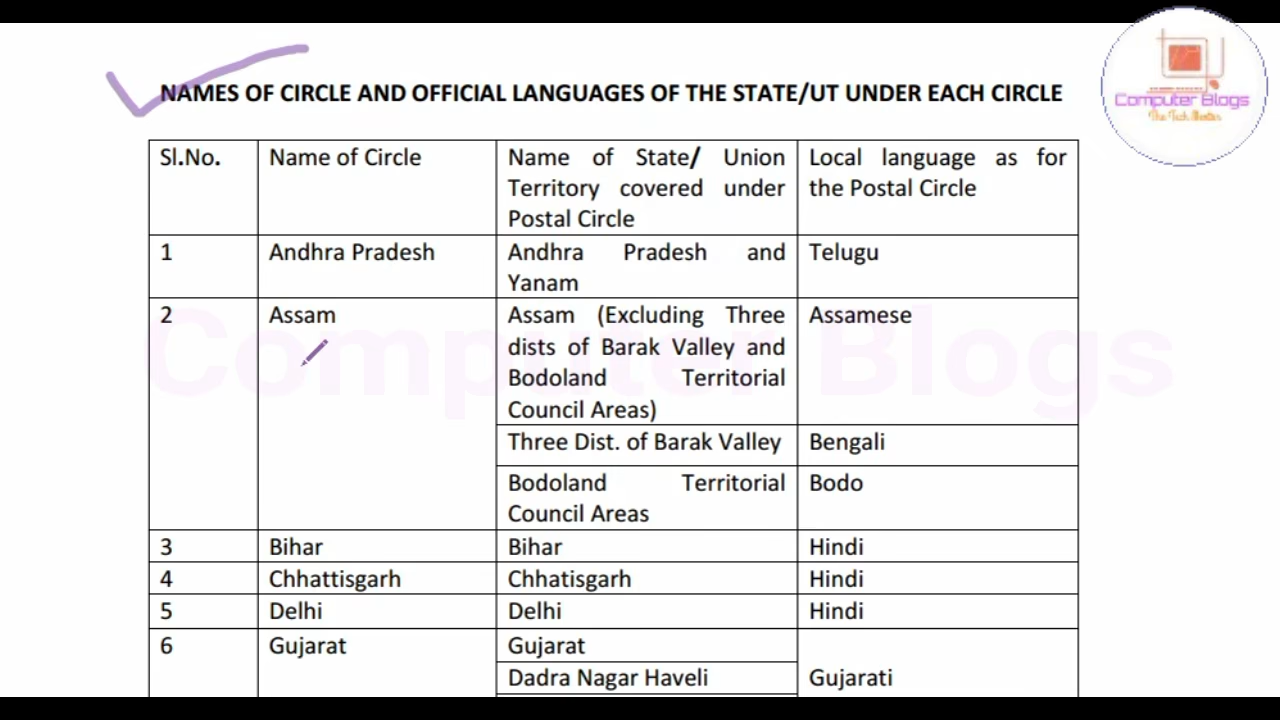 NAMES OF CIRCLE AND OFFICIAL LANGUAGES OF THE STATE/UT UNDER EACH CIRCLE
Computer Blogs
Sl.No. Name of Circle Name of State/ Union Territory covered under Postal Circle Local language as for the Postal Circle
1 Andhra Pradesh Andhra Pradesh and Yanam Telugu
2 Assam Assam (Excluding Three dists of Barak Valley and Bodoland Territorial Council Areas) Assamese
Three Dist. of Barak Valley Bengali
Bodoland Territorial Council Areas Bodo
3 Bihar Bihar Hindi
4 Chhattisgarh Chhatisgarh Hindi
5 Delhi Delhi Hindi
6 Gujarat Gujarat
Dadra Nagar Haveli Gujarati
Computer Blogs